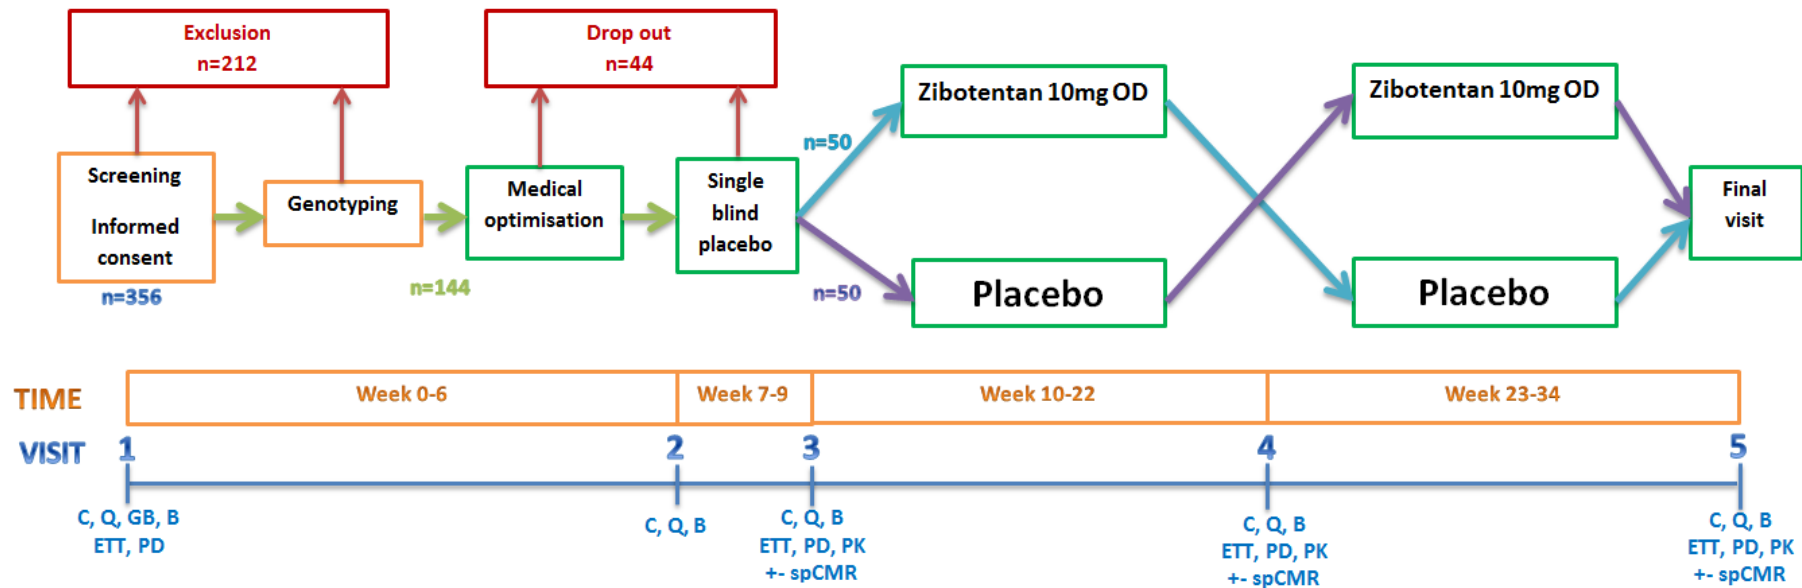 Exclusion
n=212
Drop out
n=44
Screening
Informed
consent
n=356
Genotyping
n=144
Medical
optimisation
Single
blind
placebo
n=50
n=50
Zibotentan 10mg OD
Placebo
Zibotentan 10mg OD
Placebo
Final
visit
TIME
Week 0-6
Week 7-9
Week 10-22
Week 23-34
VISIT
1
2
3
4
5
C, Q, GB, B
ETT, PD
C, Q, B
C, Q, B
ETT, PD, PK
+- spCMR
C, Q, B
ETT, PD, PK
+- spCMR
C, Q, B
ETT, PD, PK
+- spCMR